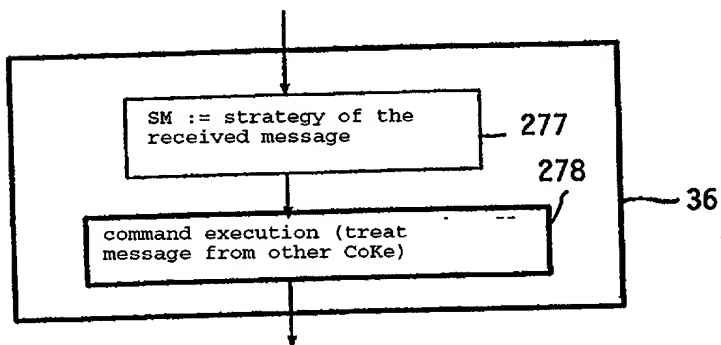 SM := strategy of the
received message
277
278
command execution (treat
message from other CoKe)
36